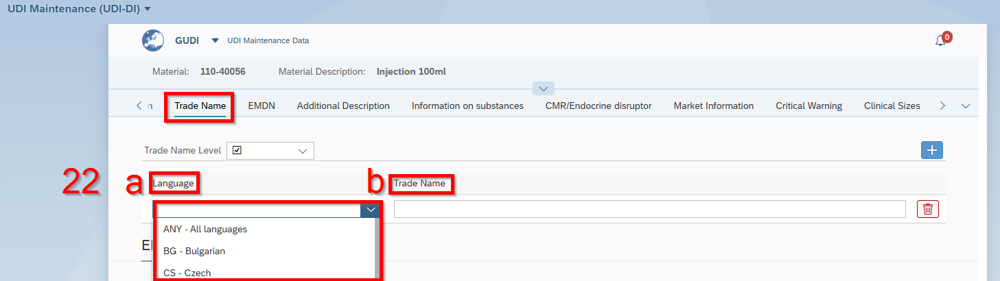 UDI Maintenance (UDI-DI)
GUDI UDI Maintenance Data 0
Material: 110-40056 Material Description: Injection 100ml
n Trade Name EMDN Additional Description Information on substances CMR/Endocrine disruptor Market Information Critical Warning Clinical Sizes
Trade Name Level
22 a Language b Trade Name
ANY - All languages
E
BG - Bulgarian
CS - Czech